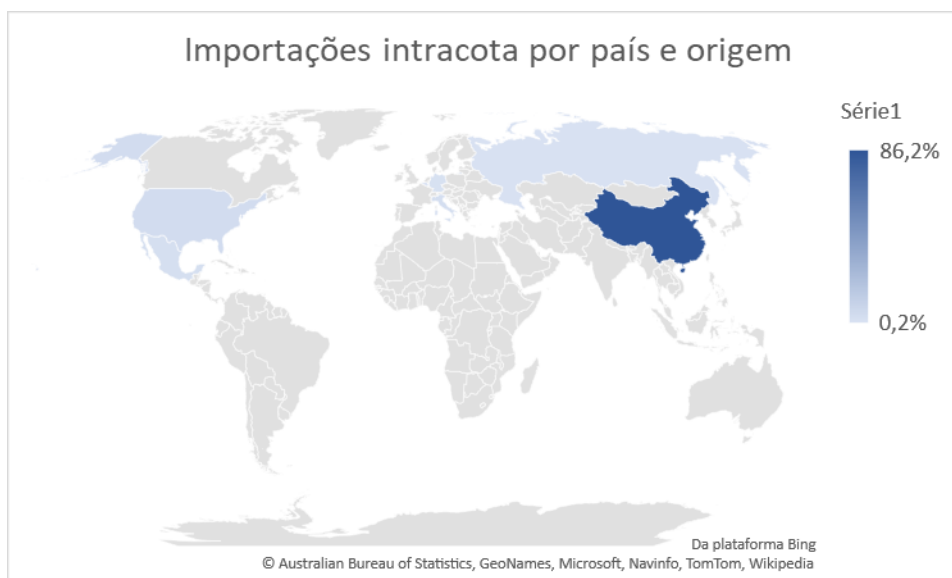 Importações intracota por país e origem
Série1
86,2%
0,2%
Da plataforma Bing
© Australian Bureau of Statistics, GeoNames, Microsoft, Navinfo, TomTom, Wikipedia